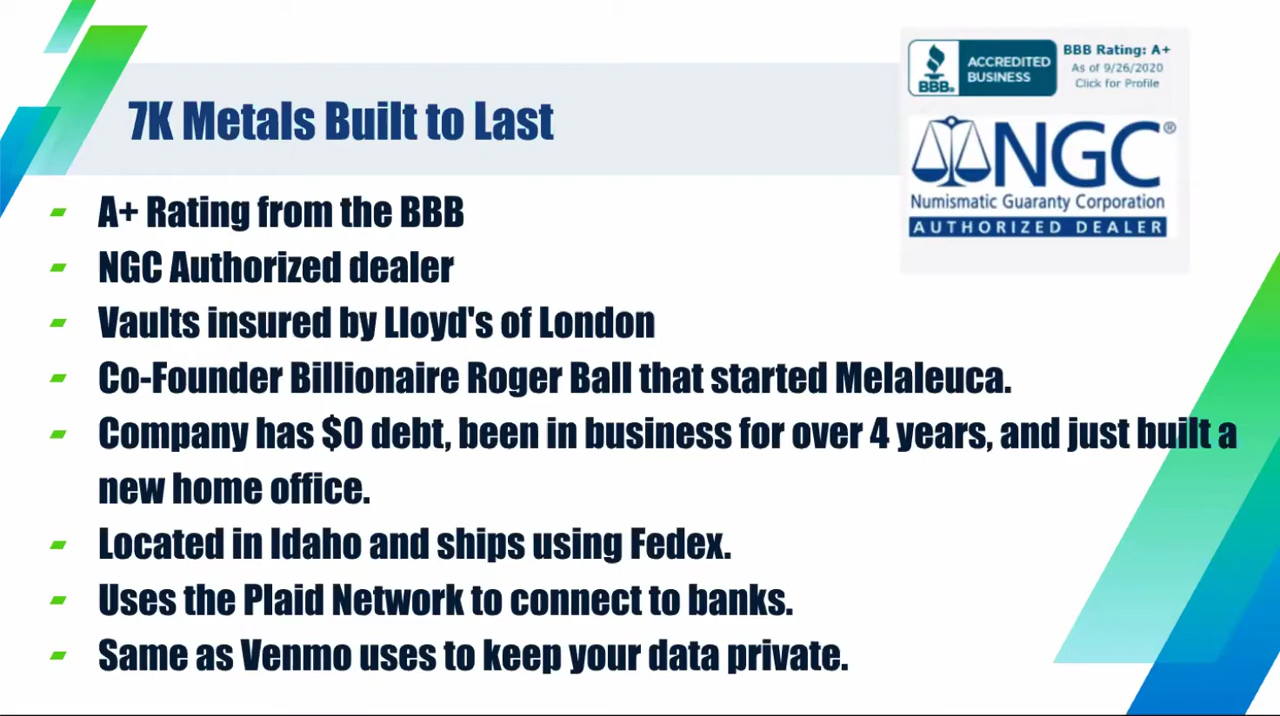 BBB.
ACCREDITED
BUSINESS
BBB Rating: A+
As of 9/26/2020
Click for Profile
7K Metals Built to Last
NGC®
Numismatic Guaranty Corporation
AUTHORIZED DEALER
- A+ Rating from the BBB
- NGC Authorized dealer
- Vaults insured by Lloyd's of London
- Co-Founder Billionaire Roger Ball that started Melaleuca.
- Company has $0 debt, been in business for over 4 years, and just built a
new home office.
- Located in Idaho and ships using Fedex.
- Uses the Plaid Network to connect to banks.
- Same as Venmo uses to keep your data private.